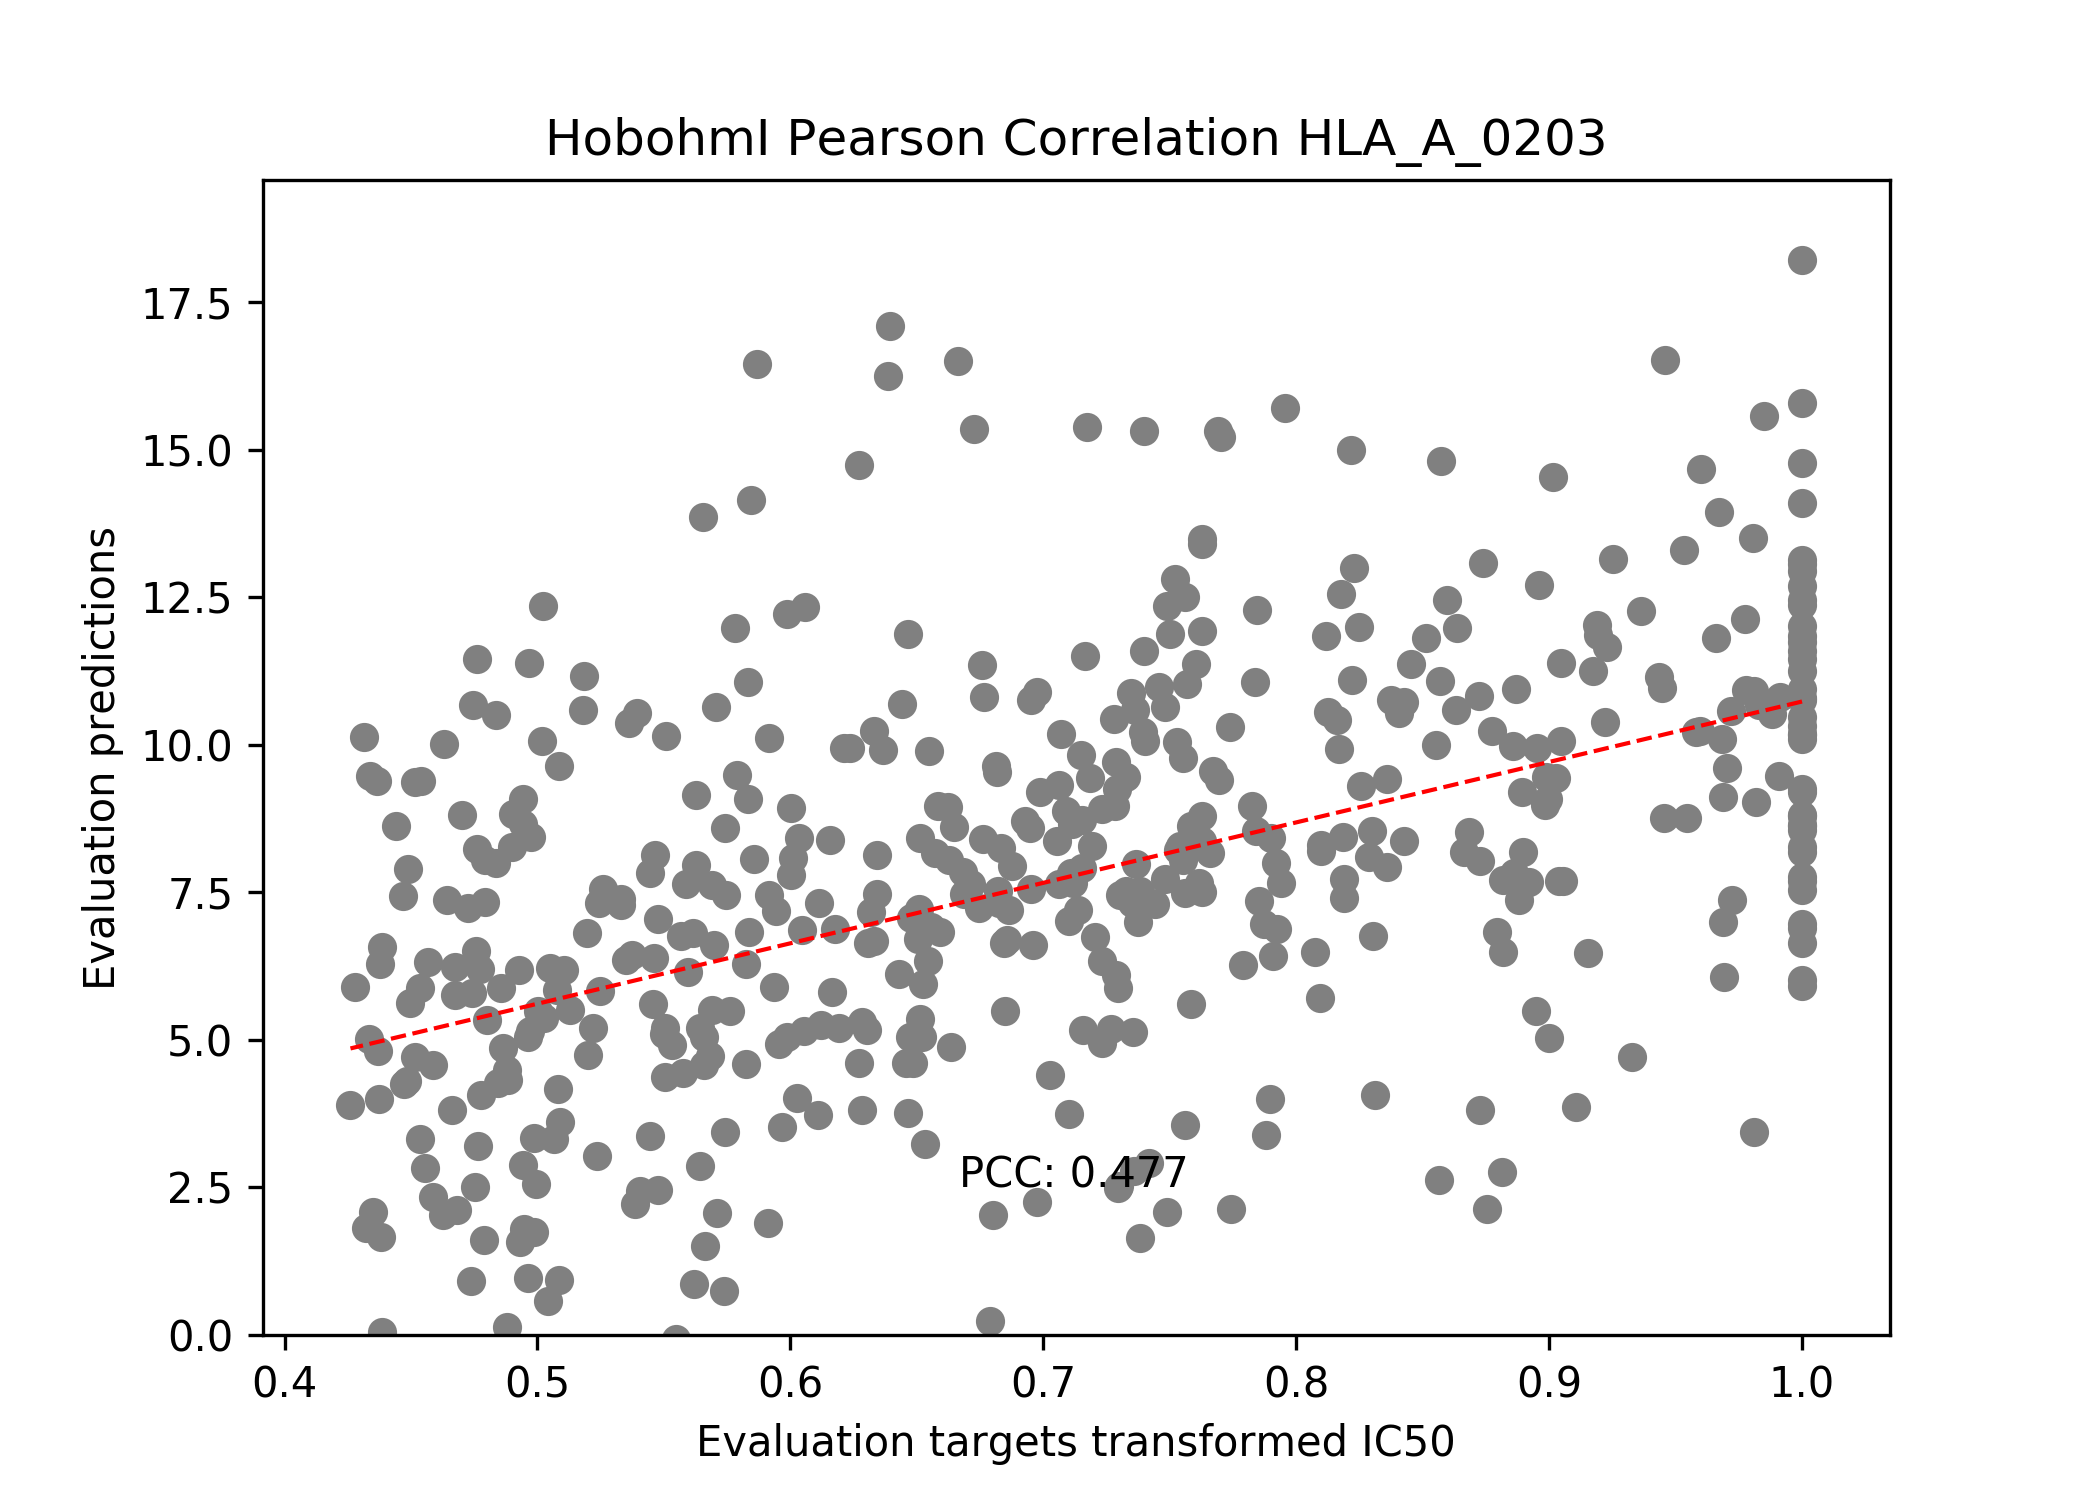 HobohmI Pearson Correlation HLA_A_0203
Evaluation predictions
17.5
15.0
12.5
10.0
7.5
5.0
2.5
0.0
PCC: 0.477
0.4 0.5 0.6 0.7 0.8 0.9 1.0
Evaluation targets transformed IC50